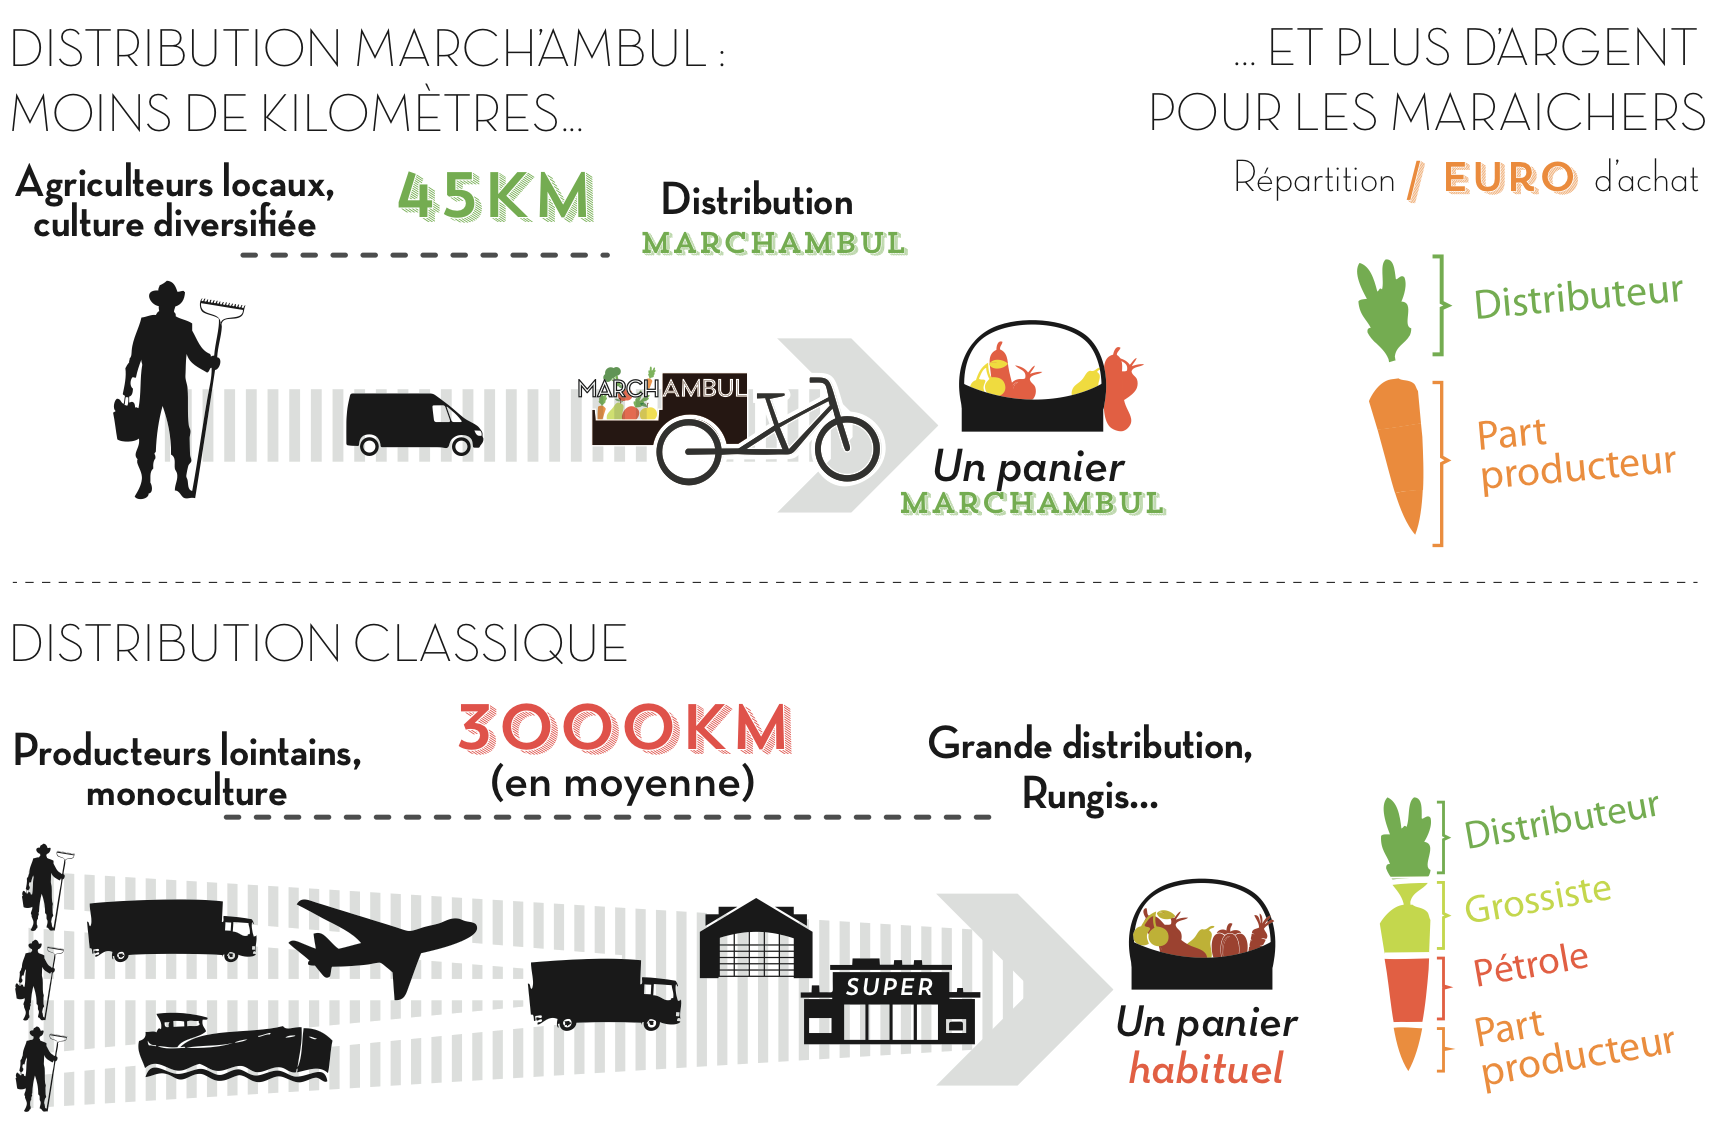 DISTRIBUTION MARCH'AMBUL :
MOINS DE KILOMÈTRES...
... ET PLUS D'ARGENT
POUR LES MARAICHERS
Répartition / EURO d'achat
Agriculteurs locaux,
culture diversifiée
45KM
Distribution
MARCHAMBUL
MARCHAMBUL
Un panier
MARCHAMBUL
Distributeur
Part
producteur
DISTRIBUTION CLASSIQUE
Producteurs lointains,
monoculture
3000KM
(en moyenne)
Grande distribution,
Rungis...
SUPER
Un panier
habituel
Distributeur
Grossiste
Pétrole
Part
producteur